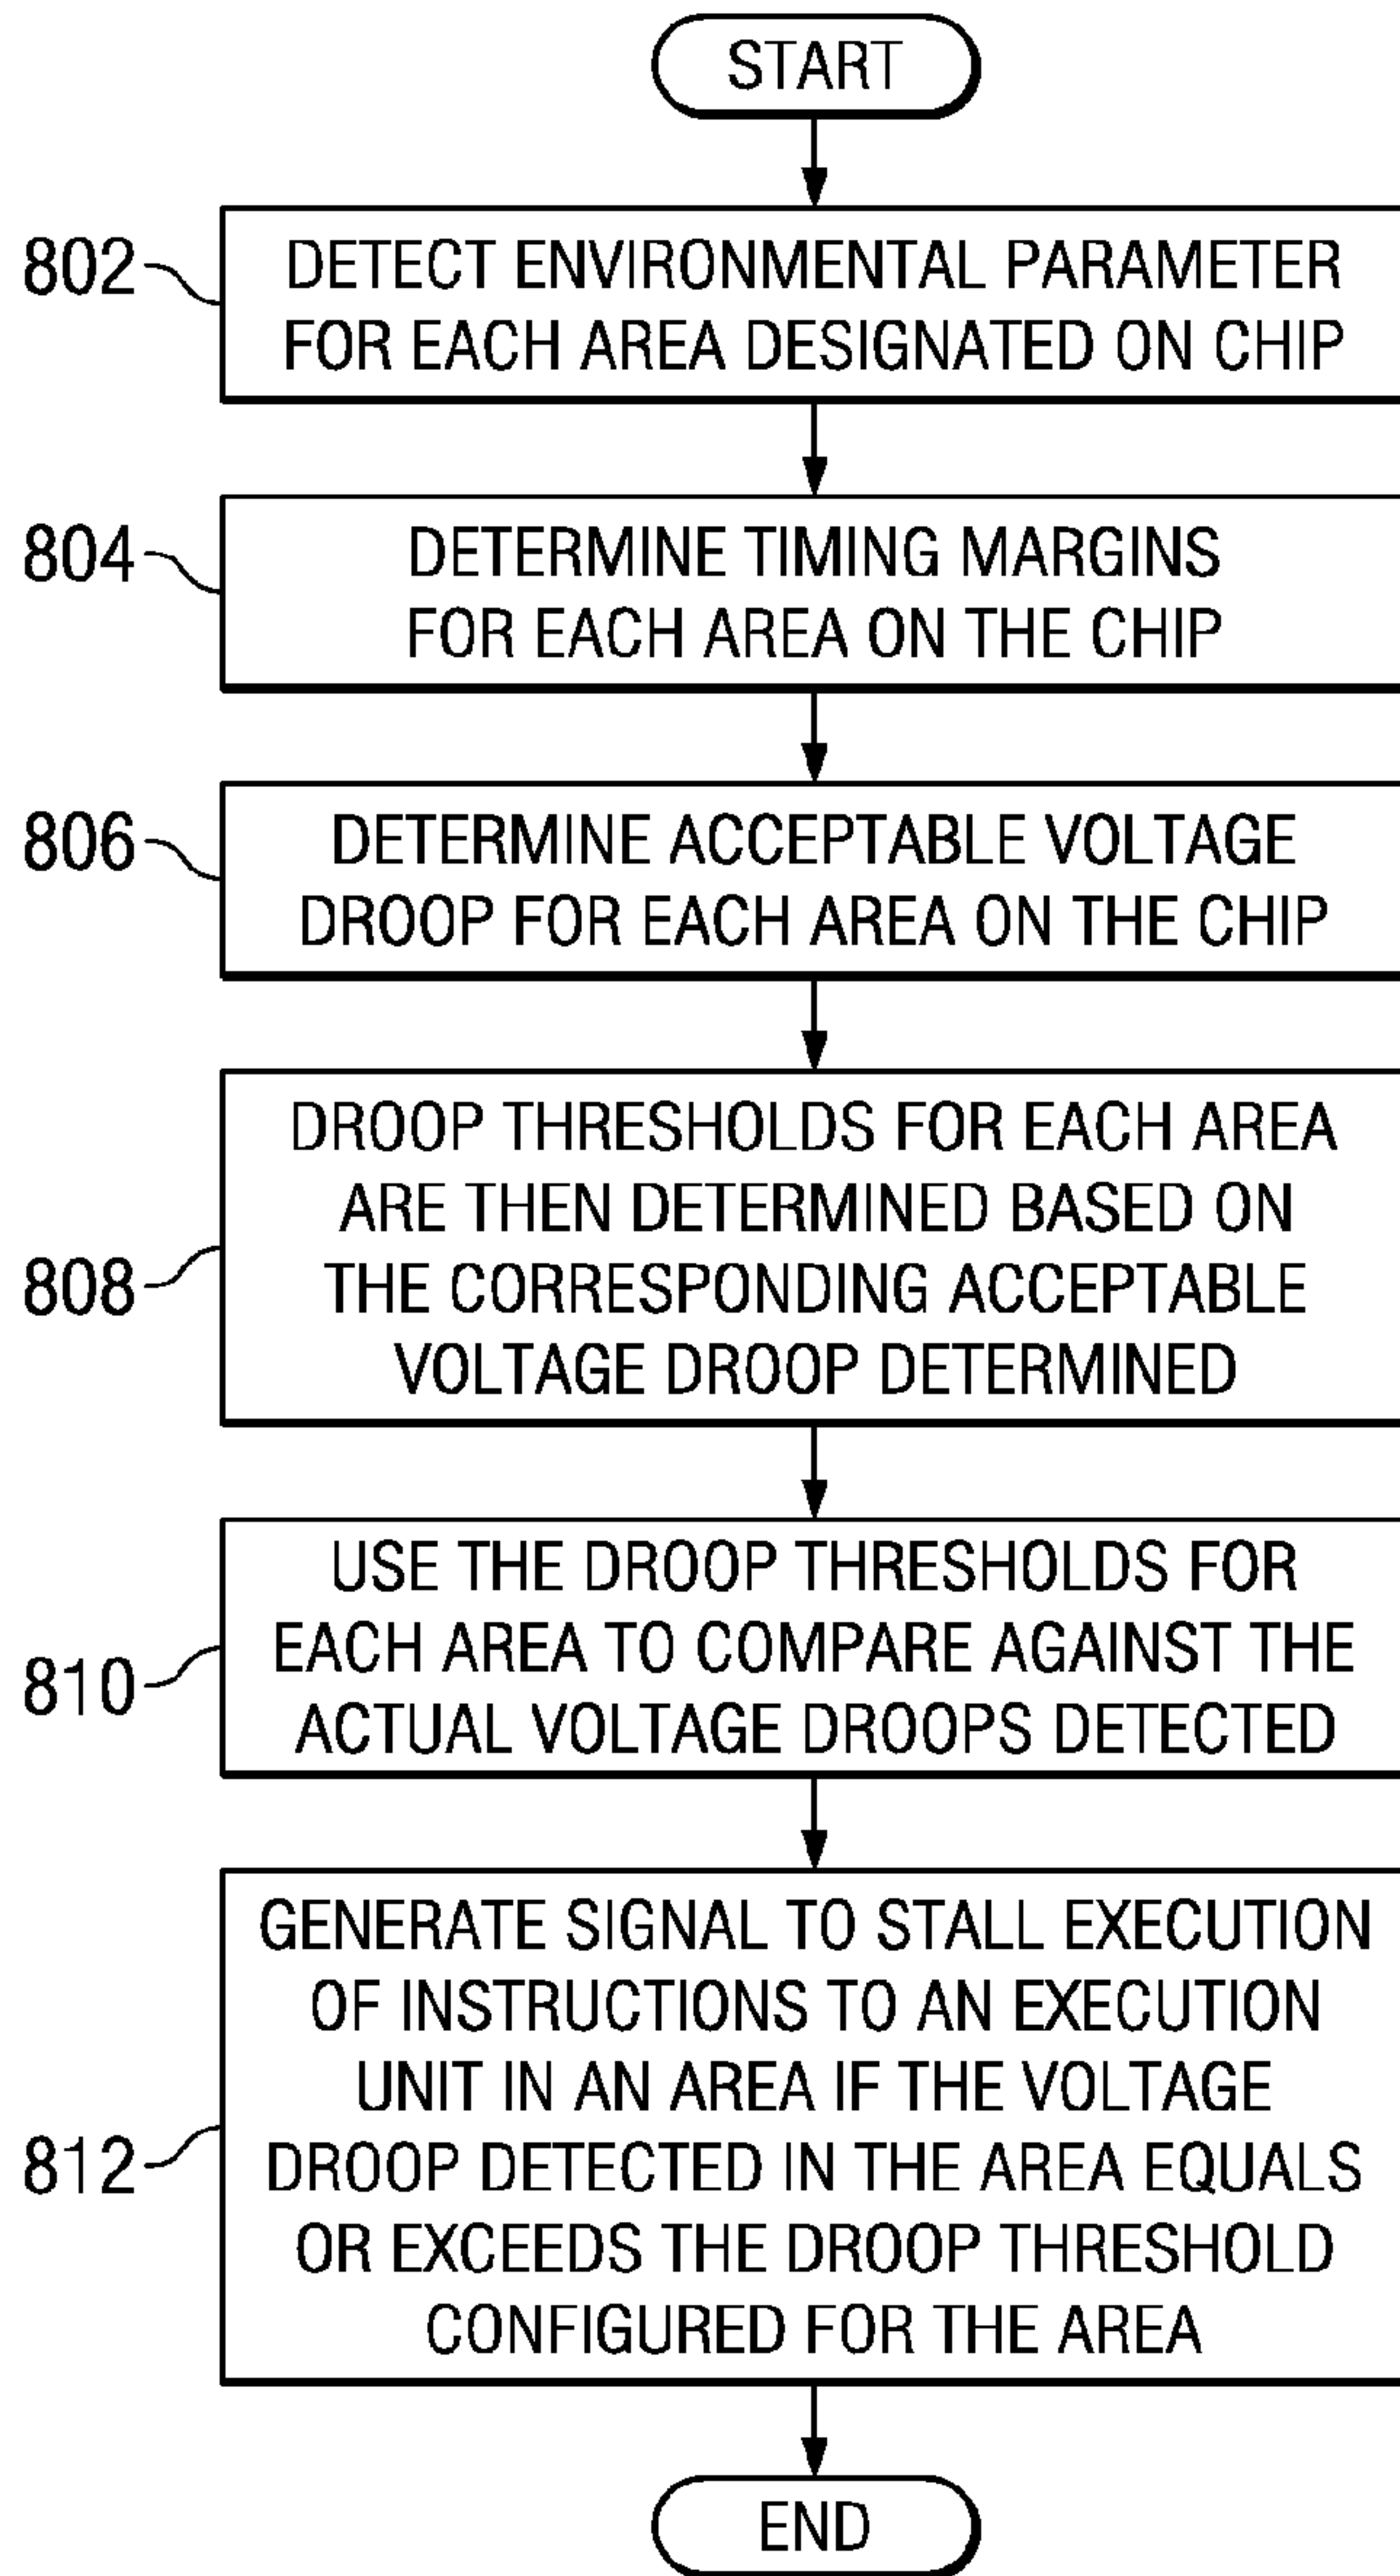 START
802
DETECT ENVIRONMENTAL PARAMETER
FOR EACH AREA DESIGNATED ON CHIP
804
DETERMINE TIMING MARGINS
FOR EACH AREA ON THE CHIP
806
DETERMINE ACCEPTABLE VOLTAGE
DROOP FOR EACH AREA ON THE CHIP
808
DROOP THRESHOLDS FOR EACH AREA
ARE THEN DETERMINED BASED ON
THE CORRESPONDING ACCEPTABLE
VOLTAGE DROOP DETERMINED
810
USE THE DROOP THRESHOLDS FOR
EACH AREA TO COMPARE AGAINST THE
ACTUAL VOLTAGE DROOPS DETECTED
812
GENERATE SIGNAL TO STALL EXECUTION
OF INSTRUCTIONS TO AN EXECUTION
UNIT IN AN AREA IF THE VOLTAGE
DROOP DETECTED IN THE AREA EQUALS
OR EXCEEDS THE DROOP THRESHOLD
CONFIGURED FOR THE AREA
END